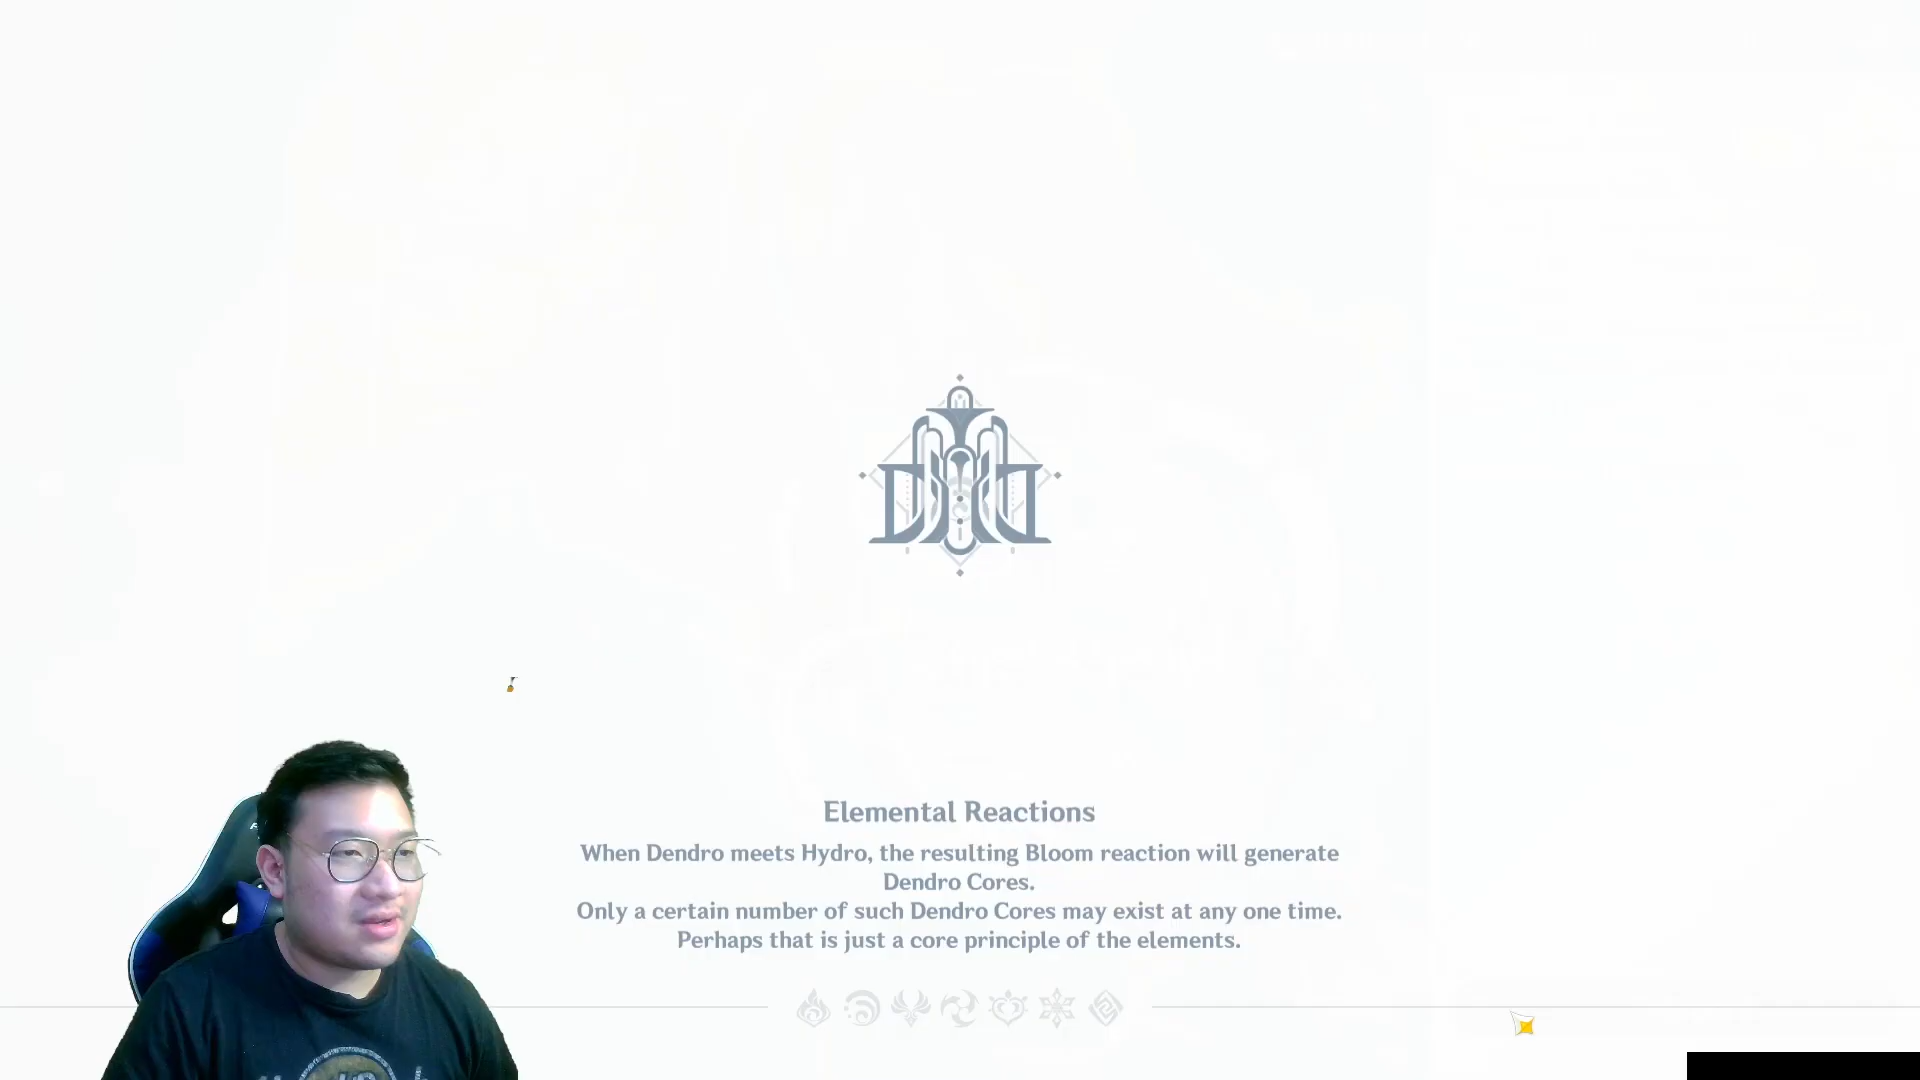 Elemental Reactions
When Dendro meets Hydro, the resulting Bloom reaction will generate
Dendro Cores.
Only a certain number of such Dendro Cores may exist at any one time.
Perhaps that is just a core principle of the elements.